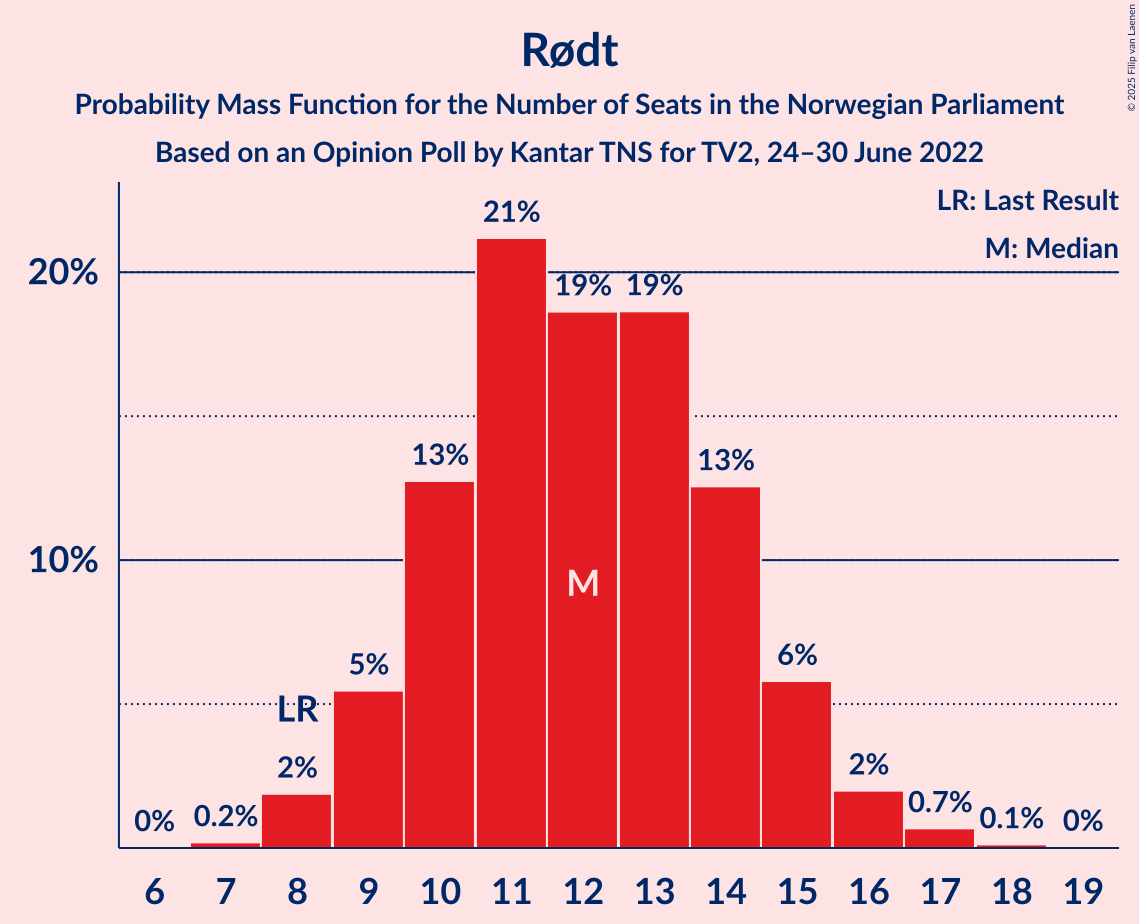 Rødt
Probability Mass Function for the Number of Seats in the Norwegian Parliament
Based on an Opinion Poll by Kantar TNS for TV2, 24–30 June 2022
© 2025 Filip van Laenen
LR: Last Result
M: Median
21%
20%
19% 19%
13% 13%
10%
M
5% 6%
LR
2% 2%
0% 0.2% 0.7% 0.1% 0%
6 7 8 9 10 11 12 13 14 15 16 17 18 19